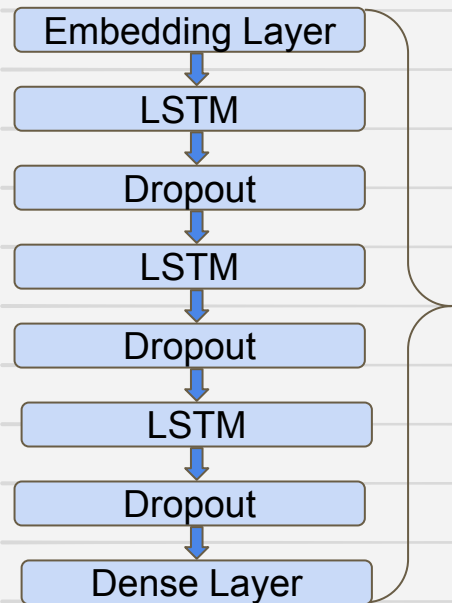 Embedding Layer
LSTM
Dropout
LSTM
Dropout
LSTM
Dropout
Dense Layer